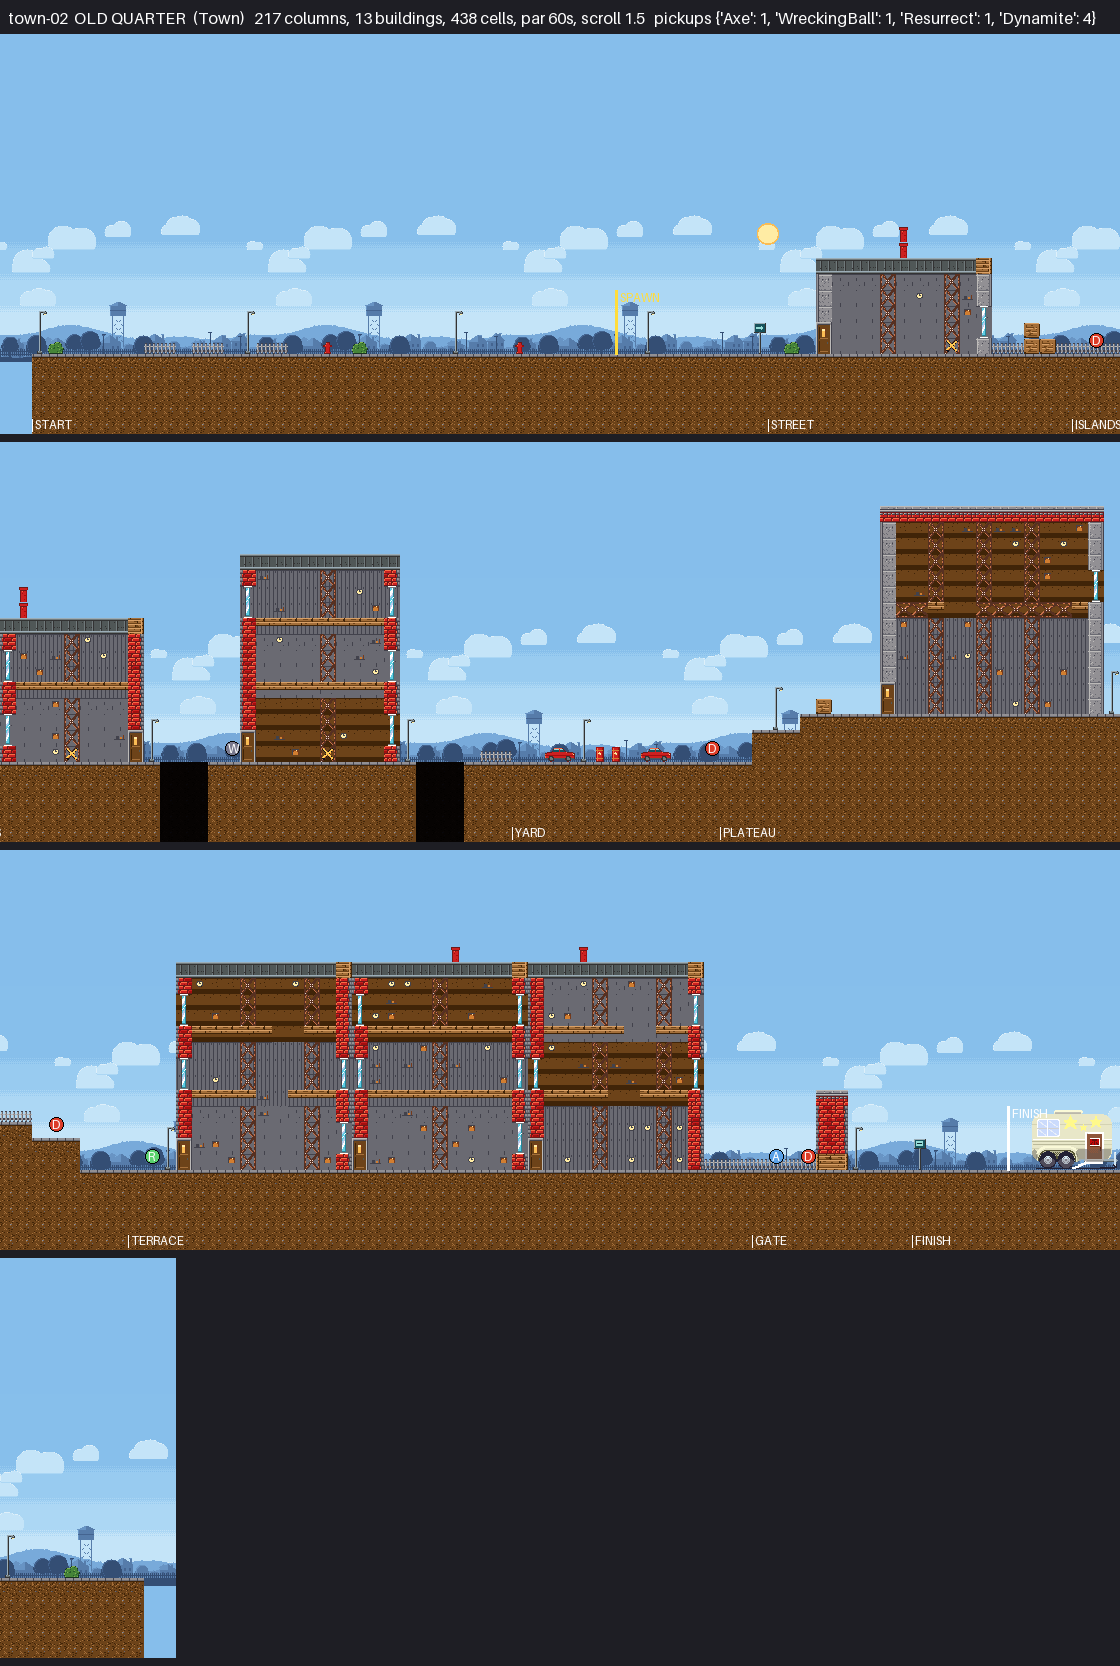 town-02 OLD QUARTER (Town) 217 columns, 13 buildings, 438 cells, par 60s, scroll 1.5 pickups {'Axe': 1, 'WreckingBall': 1, 'Resurrect': 1, 'Dynamite': 4}
D
START
STREET
ISLANDS
W
D
S
YARD
PLATEAU
FINISH
D
R
A
D
TERRACE
GATE
FINISH